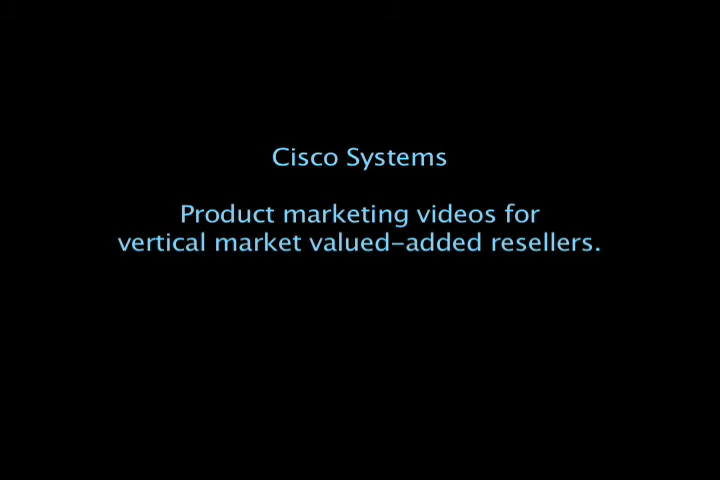 Cisco Systems
Product marketing videos for
vertical market valued-added resellers.